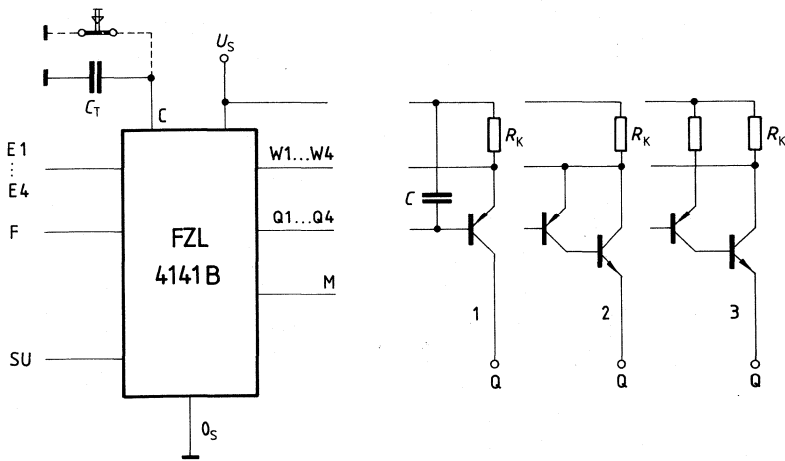 U_S
C_T
C
E1
⋮
E4
F
SU
FZL
4141B
W1...W4
Q1...Q4
M
0_S
C
R_K
1
Q
R_K
2
Q
R_K
3
Q